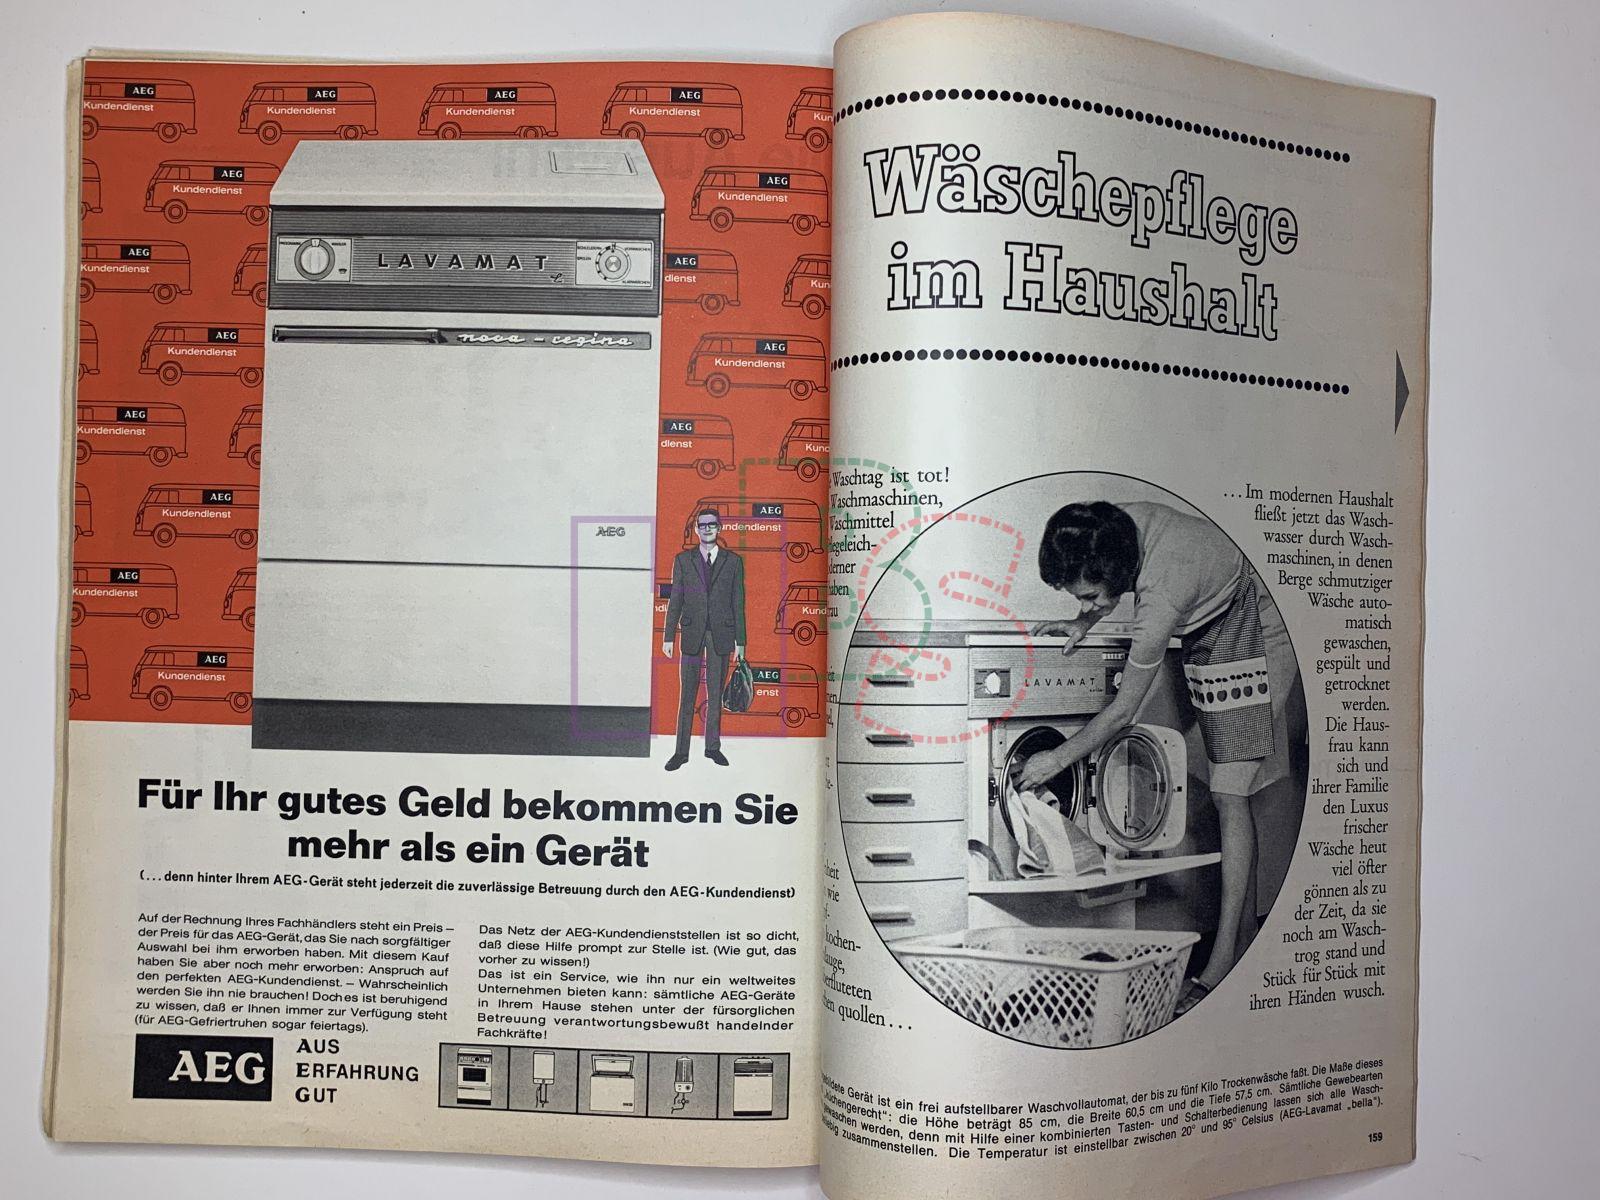 AEG
Kundendienst
LAVAMAT
nova-regina
AEG
Für Ihr gutes Geld bekommen Sie
mehr als ein Gerät
(...denn hinter Ihrem AEG-Gerät steht jederzeit die zuverlässige Betreuung durch den AEG-Kundendienst)
Auf der Rechnung Ihres Fachhändlers steht ein Preis –
der Preis für das AEG-Gerät, das Sie nach sorgfältiger
Auswahl bei ihm erworben haben. Mit diesem Kauf
haben Sie aber noch mehr erworben: Anspruch auf
den perfekten AEG-Kundendienst. – Wahrscheinlich
werden Sie ihn nie brauchen! Doch es ist beruhigend
zu wissen, daß er Ihnen immer zur Verfügung steht
(für AEG-Gefriertruhen sogar feiertags).
Das Netz der AEG-Kundendienststellen ist so dicht,
daß diese Hilfe prompt zur Stelle ist. (Wie gut, das
vorher zu wissen!)
Das ist ein Service, wie ihn nur ein weltweites
Unternehmen bieten kann: sämtliche AEG-Geräte
in Ihrem Hause stehen unter der fürsorglichen
Betreuung verantwortungsbewußt handelnder
Fachkräfte!
AEG
AUS
ERFAHRUNG
GUT
Wäschepflege
im Haushalt
Waschtag ist tot!
Waschmaschinen,
Waschmittel
wie
quollen...
LAVAMAT
...Im modernen Haushalt
fließt jetzt das Wasch-
wasser durch Wasch-
maschinen, in denen
Berge schmutziger
Wäsche auto-
matisch
gewaschen,
gespült und
getrocknet
werden.
Die Haus-
frau kann
sich und
ihrer Familie
den Luxus
frischer
Wäsche heut
viel öfter
gönnen als zu
der Zeit, da sie
noch am Wasch-
trog stand und
Stück für Stück mit
ihren Händen wusch.
Gerät ist ein frei aufstellbarer Waschvollautomat, der bis zu fünf Kilo Trockenwäsche faßt. Die Maße dieses
die Höhe beträgt 85 cm, die Breite 60,5 cm und die Tiefe 57,5 cm. Sämtliche Gewebearten
werden, denn mit Hilfe einer kombinierten Tasten- und Schalterbedienung lassen sich alle Wasch-
zusammenstellen. Die Temperatur ist einstellbar zwischen 20° und 95° Celsius (AEG-Lavamat „bella").
159